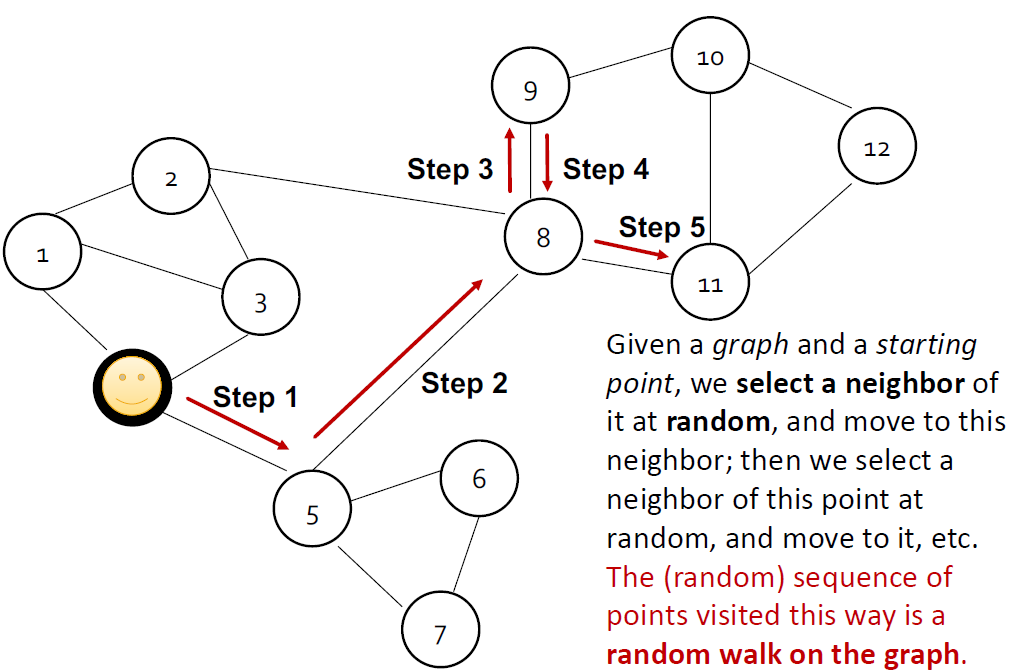 10
9
12
Step 3
Step 4
2
Step 5
8
1
3
11
Given a graph and a starting
point, we select a neighbor of
Step 1
Step 2
it at random, and move to this
neighbor; then we select a
6
neighbor of this point at
5
random, and move to it, etc.
The (random) sequence of
7
points visited this way is a
random walk on the graph.